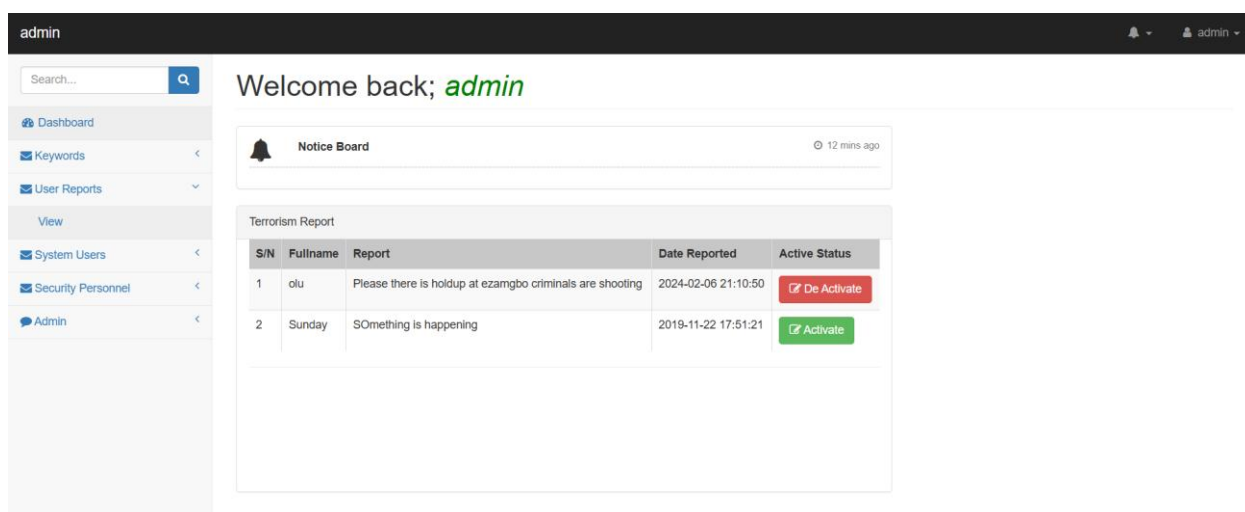 admin
admin
Search...
Welcome back; admin
Dashboard
Keywords
User Reports
View
System Users
Security Personnel
Admin
Notice Board
12 mins ago
Terrorism Report
S/N Fullname Report Date Reported Active Status
1 olu Please there is holdup at ezamgbo criminals are shooting 2024-02-06 21:10:50 De Activate
2 Sunday SOmething is happening 2019-11-22 17:51:21 Activate